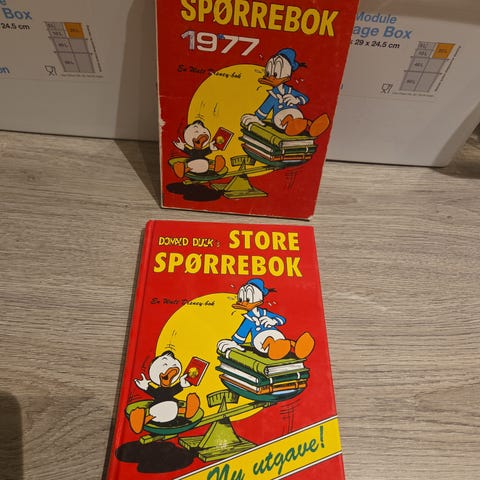 SPØRREBOK
1977
En Walt Disney-bok
Module
age Box
29 x 24,5 cm
DONALD DUCK's STORE
SPØRREBOK
En Walt Disney-bok
Ny utgave!